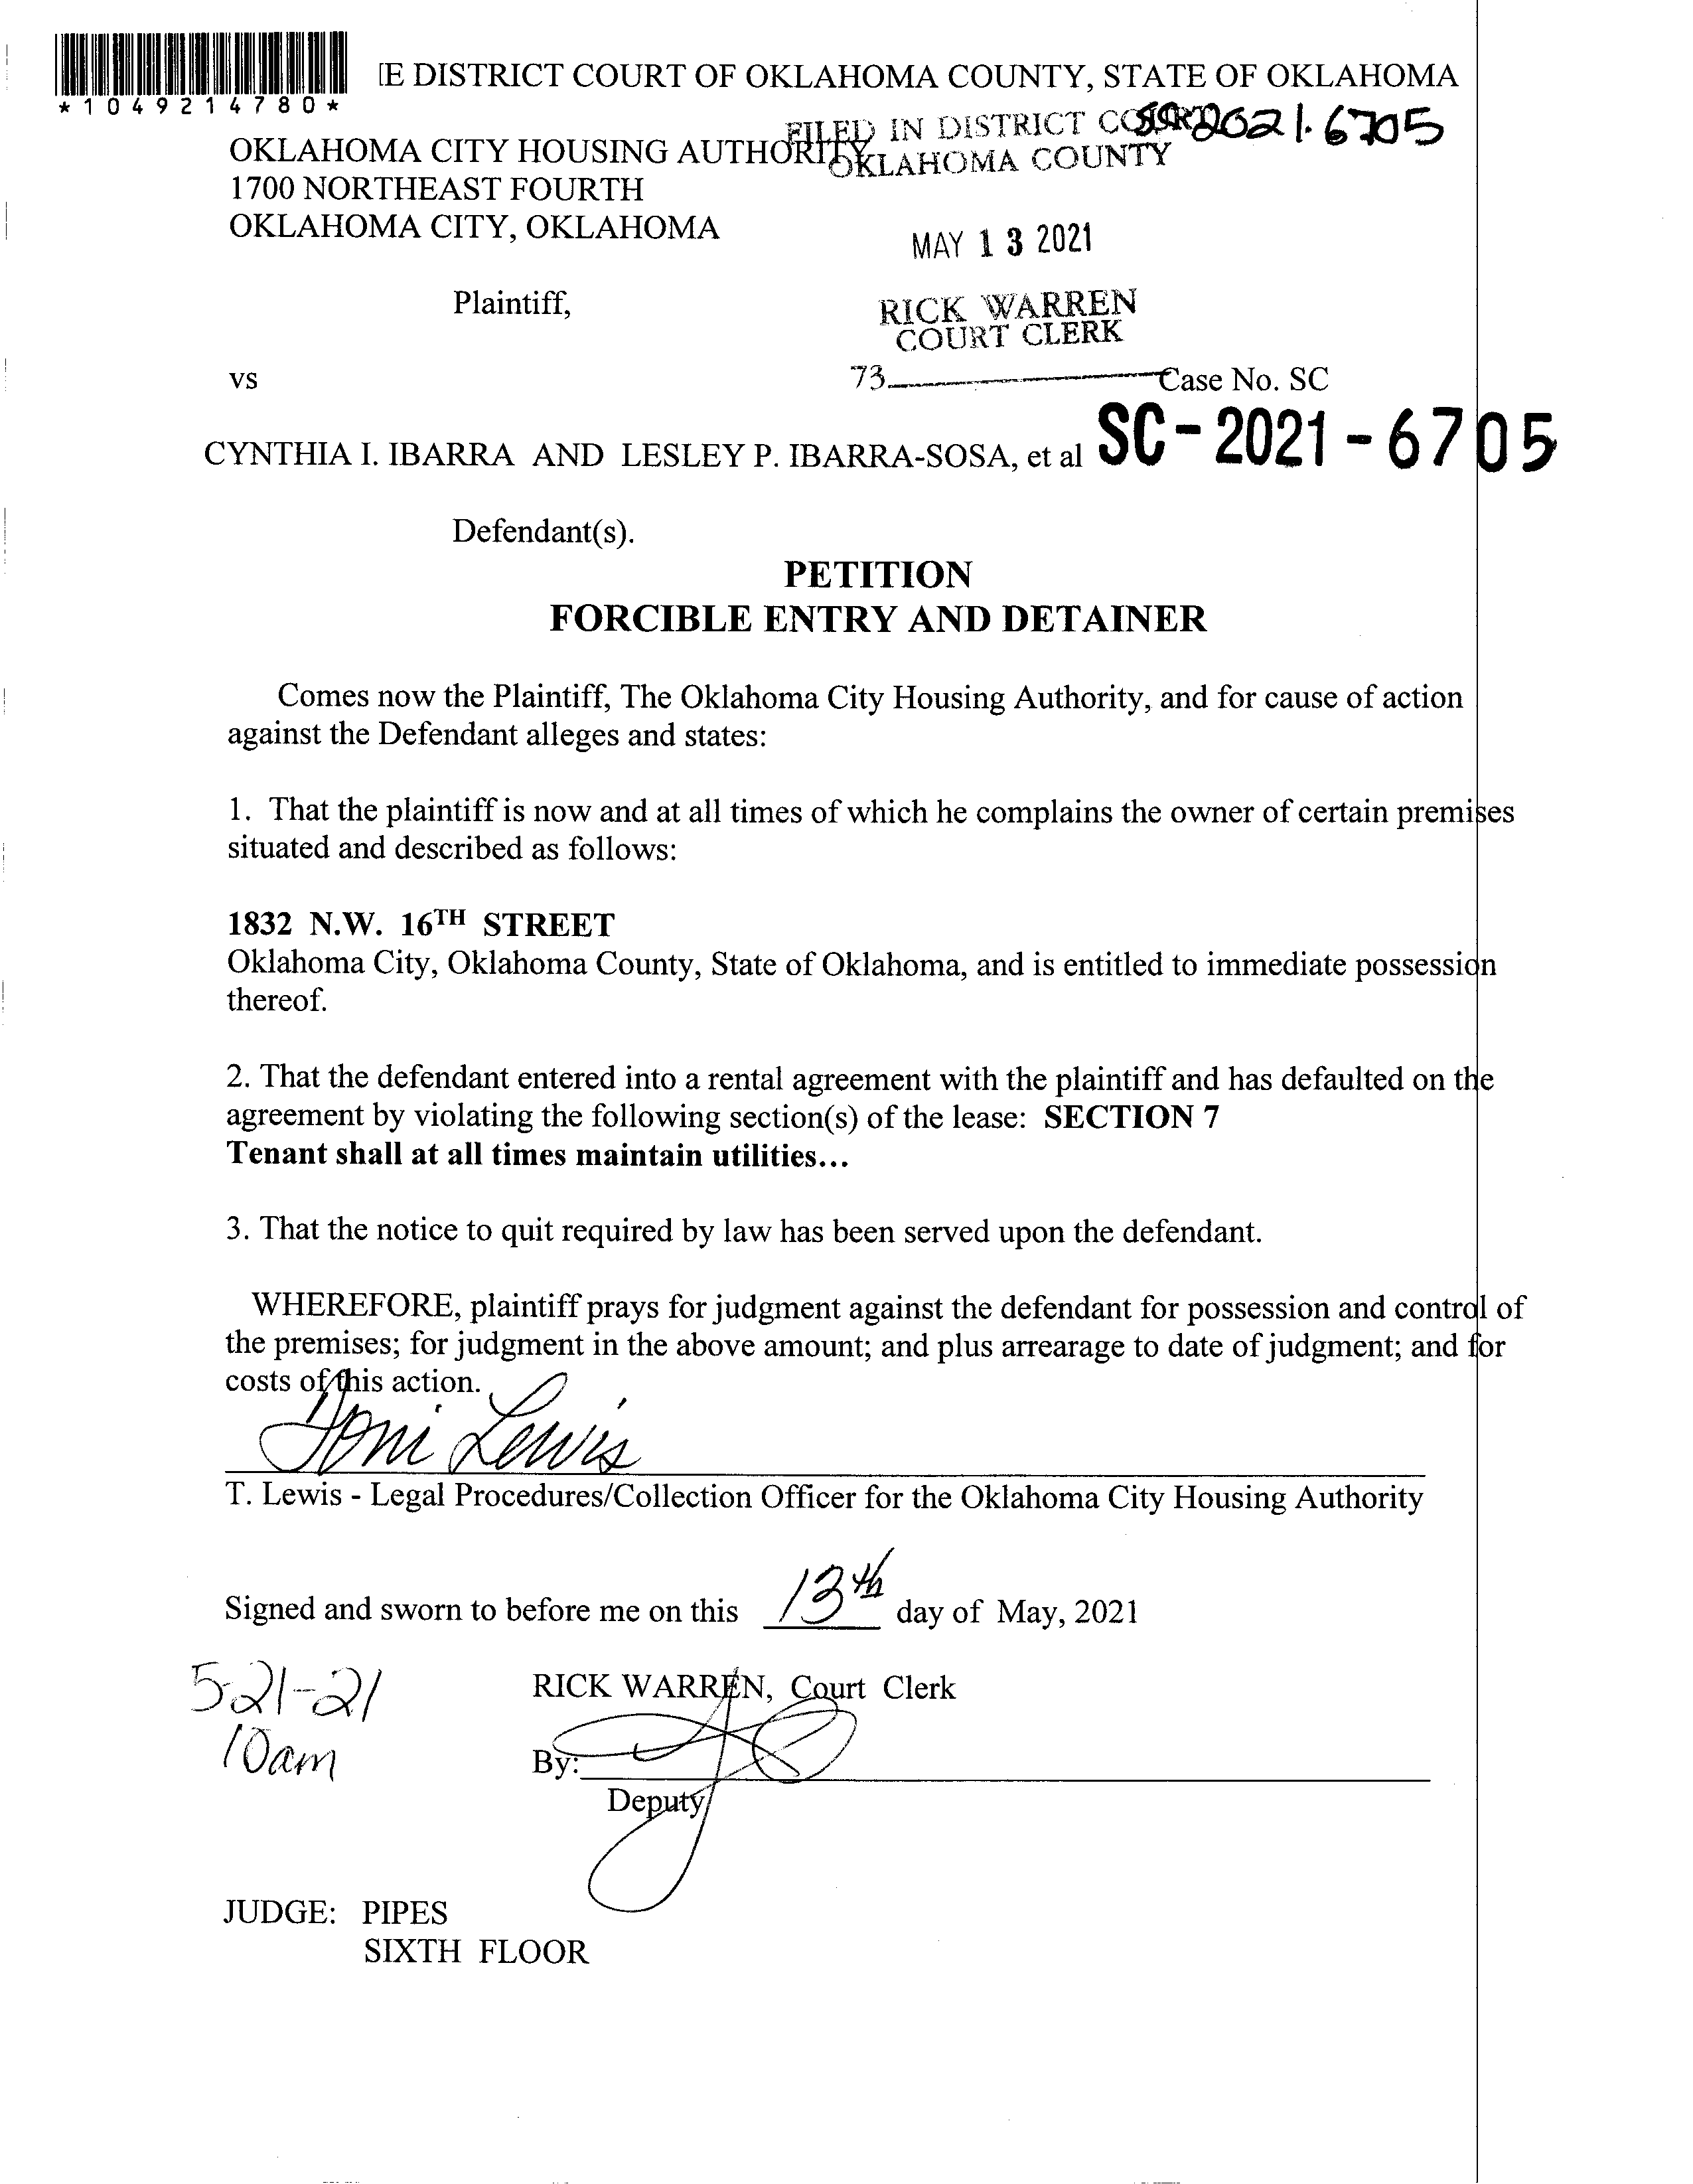 *1049214780*
E DISTRICT COURT OF OKLAHOMA COUNTY, STATE OF OKLAHOMA
FILED IN DISTRICT COURT
OKLAHOMA COUNTY
2021-6705
OKLAHOMA CITY HOUSING AUTHORITY
1700 NORTHEAST FOURTH
OKLAHOMA CITY, OKLAHOMA
MAY 13 2021
Plaintiff,
RICK WARREN
COURT CLERK
73
vs
Case No. SC
SC-2021-6705
CYNTHIA I. IBARRA AND LESLEY P. IBARRA-SOSA, et al
Defendant(s).
PETITION
FORCIBLE ENTRY AND DETAINER
Comes now the Plaintiff, The Oklahoma City Housing Authority, and for cause of action
against the Defendant alleges and states:
1. That the plaintiff is now and at all times of which he complains the owner of certain premises
situated and described as follows:
1832 N.W. 16TH STREET
Oklahoma City, Oklahoma County, State of Oklahoma, and is entitled to immediate possession
thereof.
2. That the defendant entered into a rental agreement with the plaintiff and has defaulted on the
agreement by violating the following section(s) of the lease: SECTION 7
Tenant shall at all times maintain utilities...
3. That the notice to quit required by law has been served upon the defendant.
WHEREFORE, plaintiff prays for judgment against the defendant for possession and control of
the premises; for judgment in the above amount; and plus arrearage to date of judgment; and for
costs of this action.
Toni Lewis
T. Lewis - Legal Procedures/Collection Officer for the Oklahoma City Housing Authority
Signed and sworn to before me on this 13th day of May, 2021
5-21-21
10am
RICK WARREN, Court Clerk
By:
Deputy
JUDGE: PIPES
SIXTH FLOOR